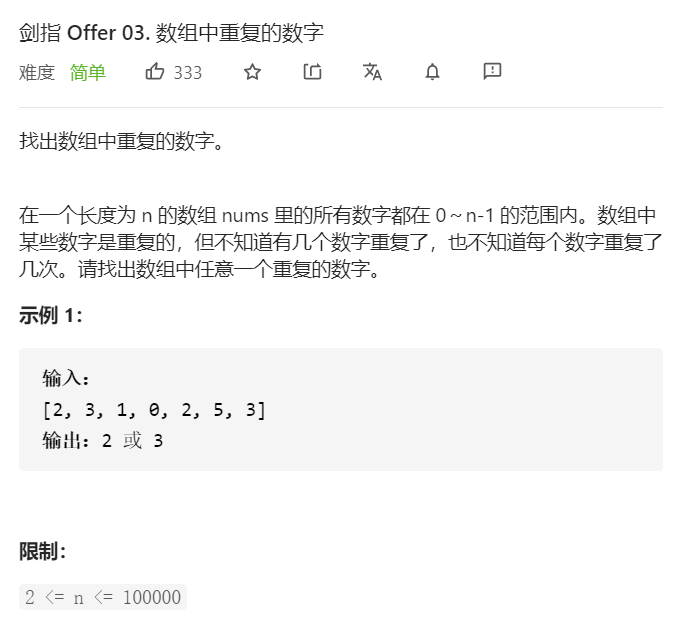 剑指 Offer 03. 数组中重复的数字
难度 简单 333
找出数组中重复的数字。
在一个长度为 n 的数组 nums 里的所有数字都在 0～n-1 的范围内。数组中
某些数字是重复的，但不知道有几个数字重复了，也不知道每个数字重复了
几次。请找出数组中任意一个重复的数字。
示例 1：
输入：
[2, 3, 1, 0, 2, 5, 3]
输出：2 或 3
限制：
2 <= n <= 100000